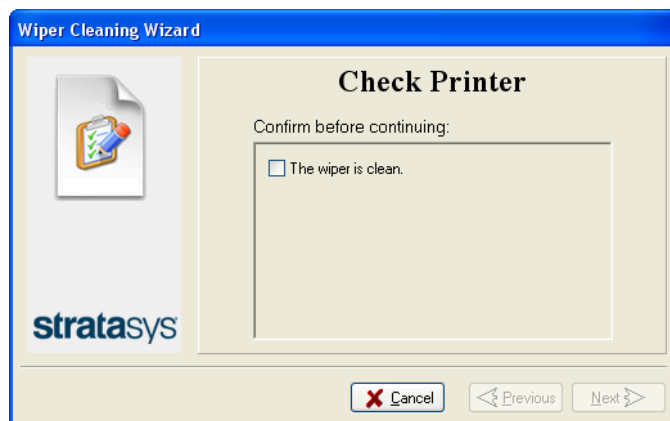 Wiper Cleaning Wizard
Check Printer
Confirm before continuing:
The wiper is clean.
stratasys
Cancel
Previous
Next